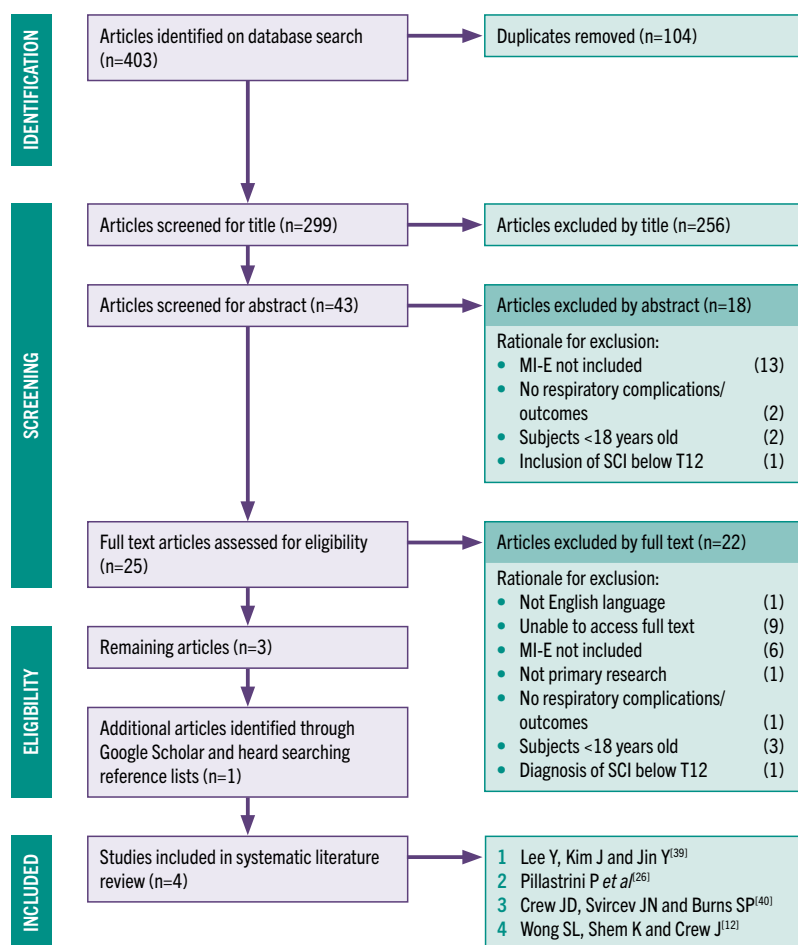 IDENTIFICATION
Articles identified on database search
(n=403)
Duplicates removed (n=104)
SCREENING
Articles screened for title (n=299)
Articles excluded by title (n=256)
Articles screened for abstract (n=43)
Articles excluded by abstract (n=18)
Rationale for exclusion:
• MI-E not included (13)
• No respiratory complications/
outcomes (2)
• Subjects <18 years old (2)
• Inclusion of SCI below T12 (1)
Full text articles assessed for eligibility
(n=25)
Articles excluded by full text (n=22)
Rationale for exclusion:
• Not English language (1)
• Unable to access full text (9)
• MI-E not included (6)
• Not primary research (1)
• No respiratory complications/
outcomes (1)
• Subjects <18 years old (3)
• Diagnosis of SCI below T12 (1)
ELIGIBILITY
Remaining articles (n=3)
Additional articles identified through
Google Scholar and heard searching
reference lists (n=1)
INCLUDED
Studies included in systematic literature
review (n=4)
1 Lee Y, Kim J and Jin Y[39]
2 Pillastrini P et al[26]
3 Crew JD, Svircev JN and Burns SP[40]
4 Wong SL, Shem K and Crew J[12]